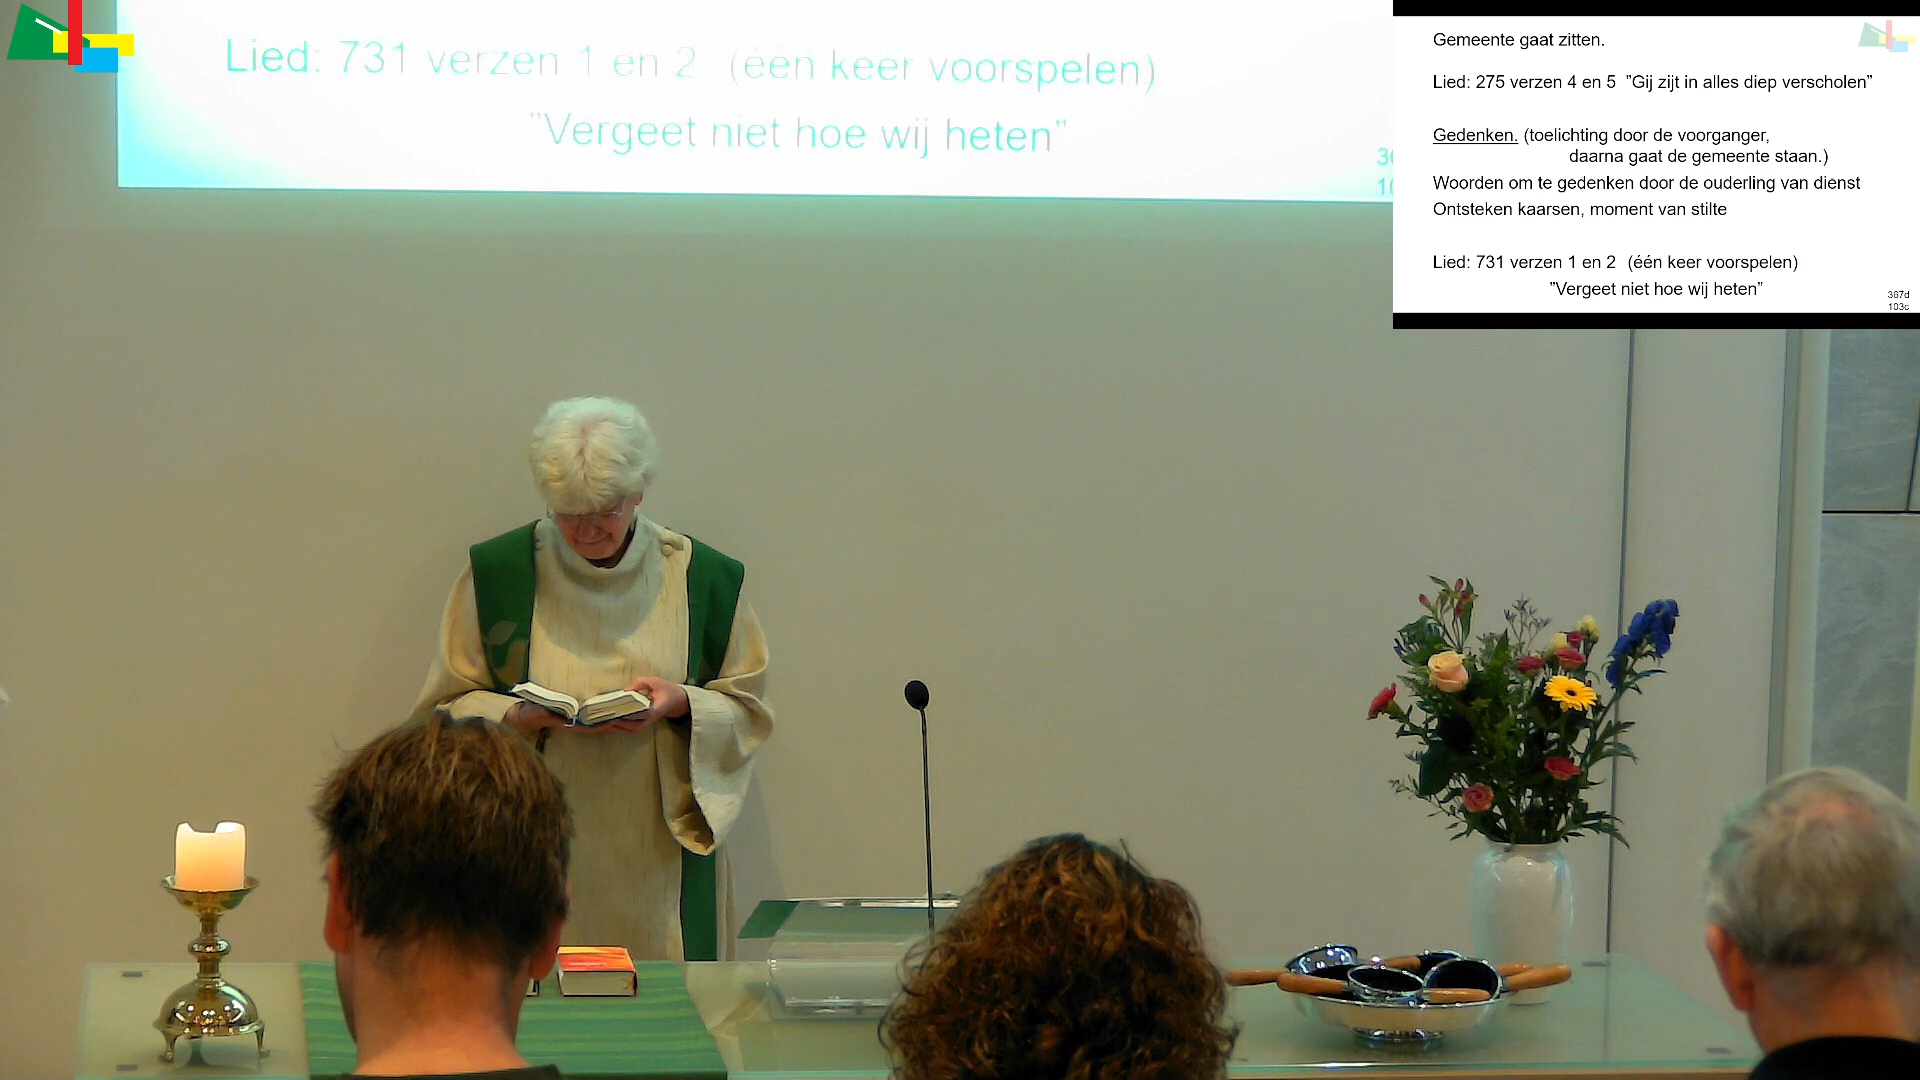 Lied: 731 verzen 1 en 2 (één keer voorspelen)
"Vergeet niet hoe wij heten"
Gemeente gaat zitten.
Lied: 275 verzen 4 en 5 "Gij zijt in alles diep verscholen"
Gedenken. (toelichting door de voorganger,
daarna gaat de gemeente staan.)
Woorden om te gedenken door de ouderling van dienst
Ontsteken kaarsen, moment van stilte
Lied: 731 verzen 1 en 2 (één keer voorspelen)
"Vergeet niet hoe wij heten"
367d
103c